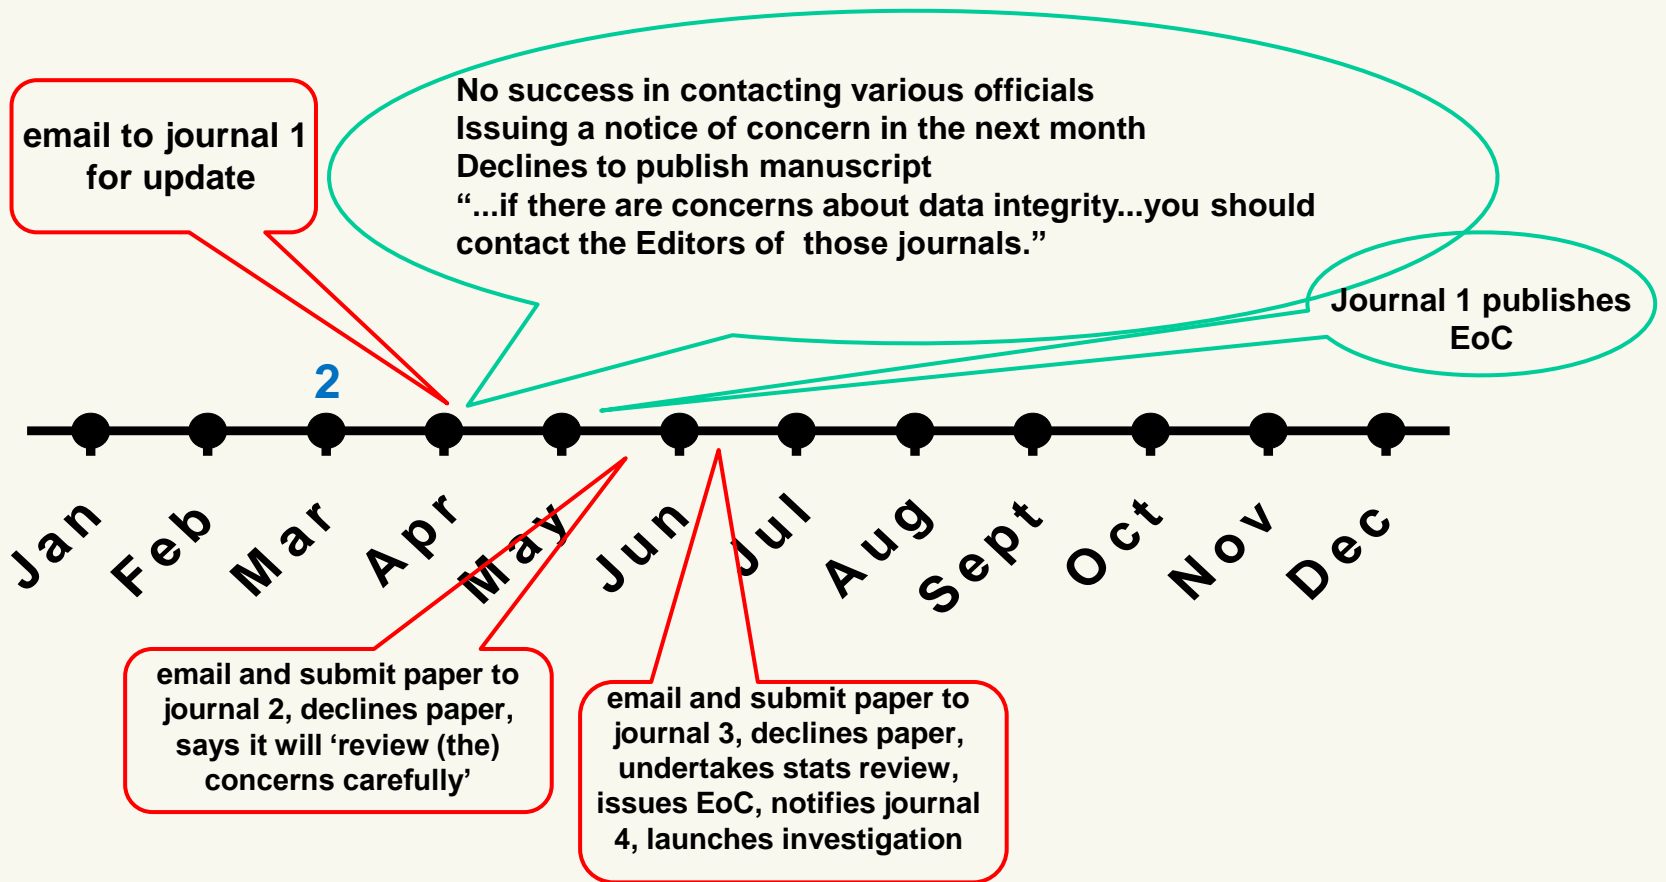 email to journal 1
for update
No success in contacting various officials
Issuing a notice of concern in the next month
Declines to publish manuscript
“...if there are concerns about data integrity...you should
contact the Editors of those journals.”
Journal 1 publishes
EoC
2
Jan
Feb
Mar
Apr
May
Jun
Jul
Aug
Sept
Oct
Nov
Dec
email and submit paper to
journal 2, declines paper,
says it will ‘review (the)
concerns carefully’
email and submit paper to
journal 3, declines paper,
undertakes stats review,
issues EoC, notifies journal
4, launches investigation